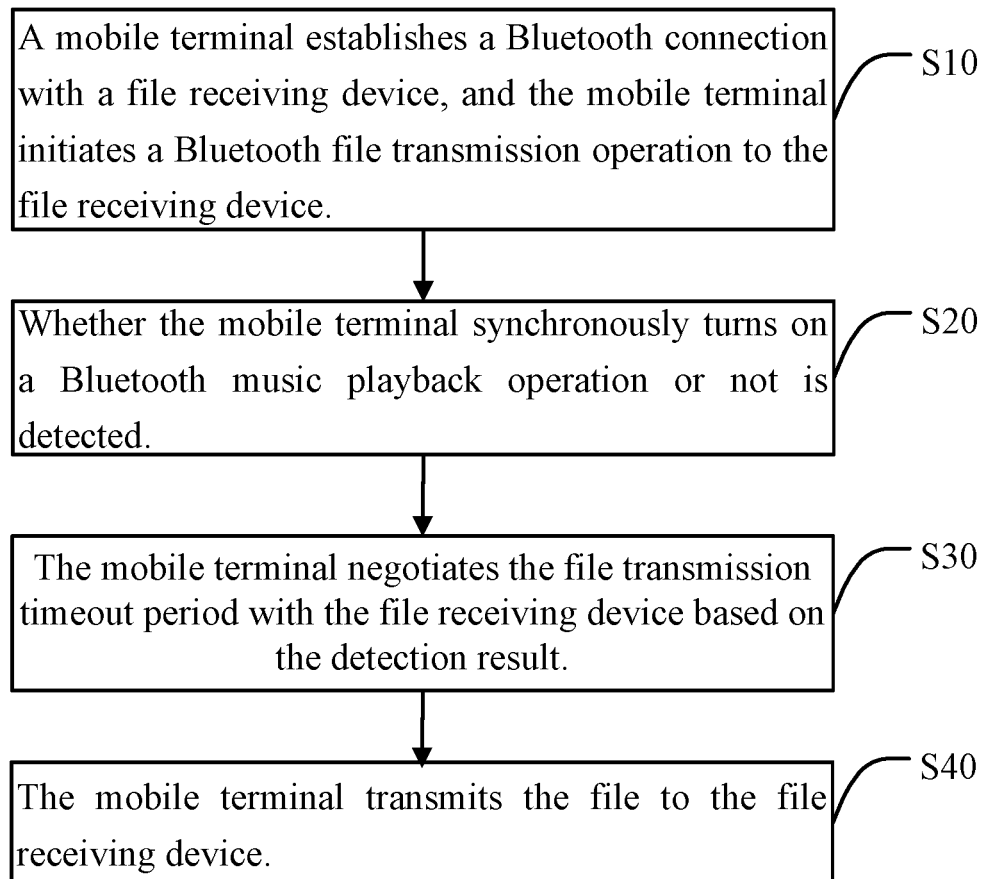 A mobile terminal establishes a Bluetooth connection
with a file receiving device, and the mobile terminal
initiates a Bluetooth file transmission operation to the
file receiving device.
S10
Whether the mobile terminal synchronously turns on
a Bluetooth music playback operation or not is
detected.
S20
The mobile terminal negotiates the file transmission
timeout period with the file receiving device based on
the detection result.
S30
The mobile terminal transmits the file to the file
receiving device.
S40